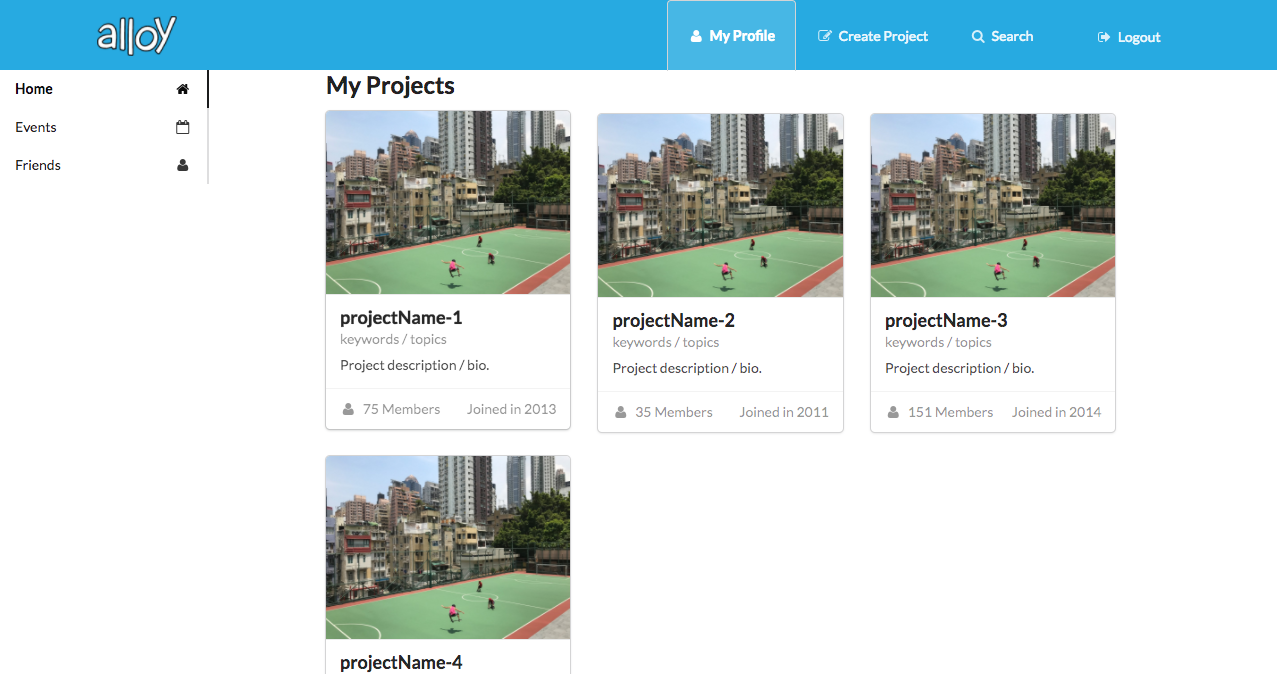 alloy
My Profile
Create Project
Search
Logout
Home
Events
Friends
My Projects
projectName-1
keywords / topics
Project description / bio.
75 Members
Joined in 2013
projectName-2
keywords / topics
Project description / bio.
35 Members
Joined in 2011
projectName-3
keywords / topics
Project description / bio.
151 Members
Joined in 2014
projectName-4